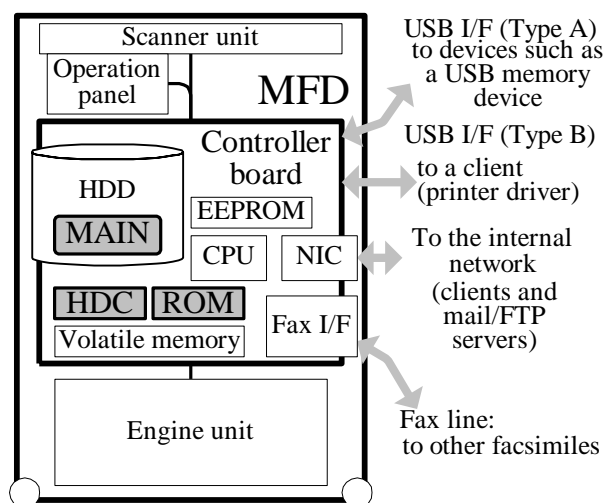 Scanner unit
Operation
panel
MFD
Controller
board
HDD
MAIN
EEPROM
CPU
NIC
HDC
ROM
Volatile memory
Fax I/F
Engine unit
USB I/F (Type A)
to devices such as
a USB memory
device
USB I/F (Type B)
to a client
(printer driver)
To the internal
network
(clients and
mail/FTP
servers)
Fax line:
to other facsimiles